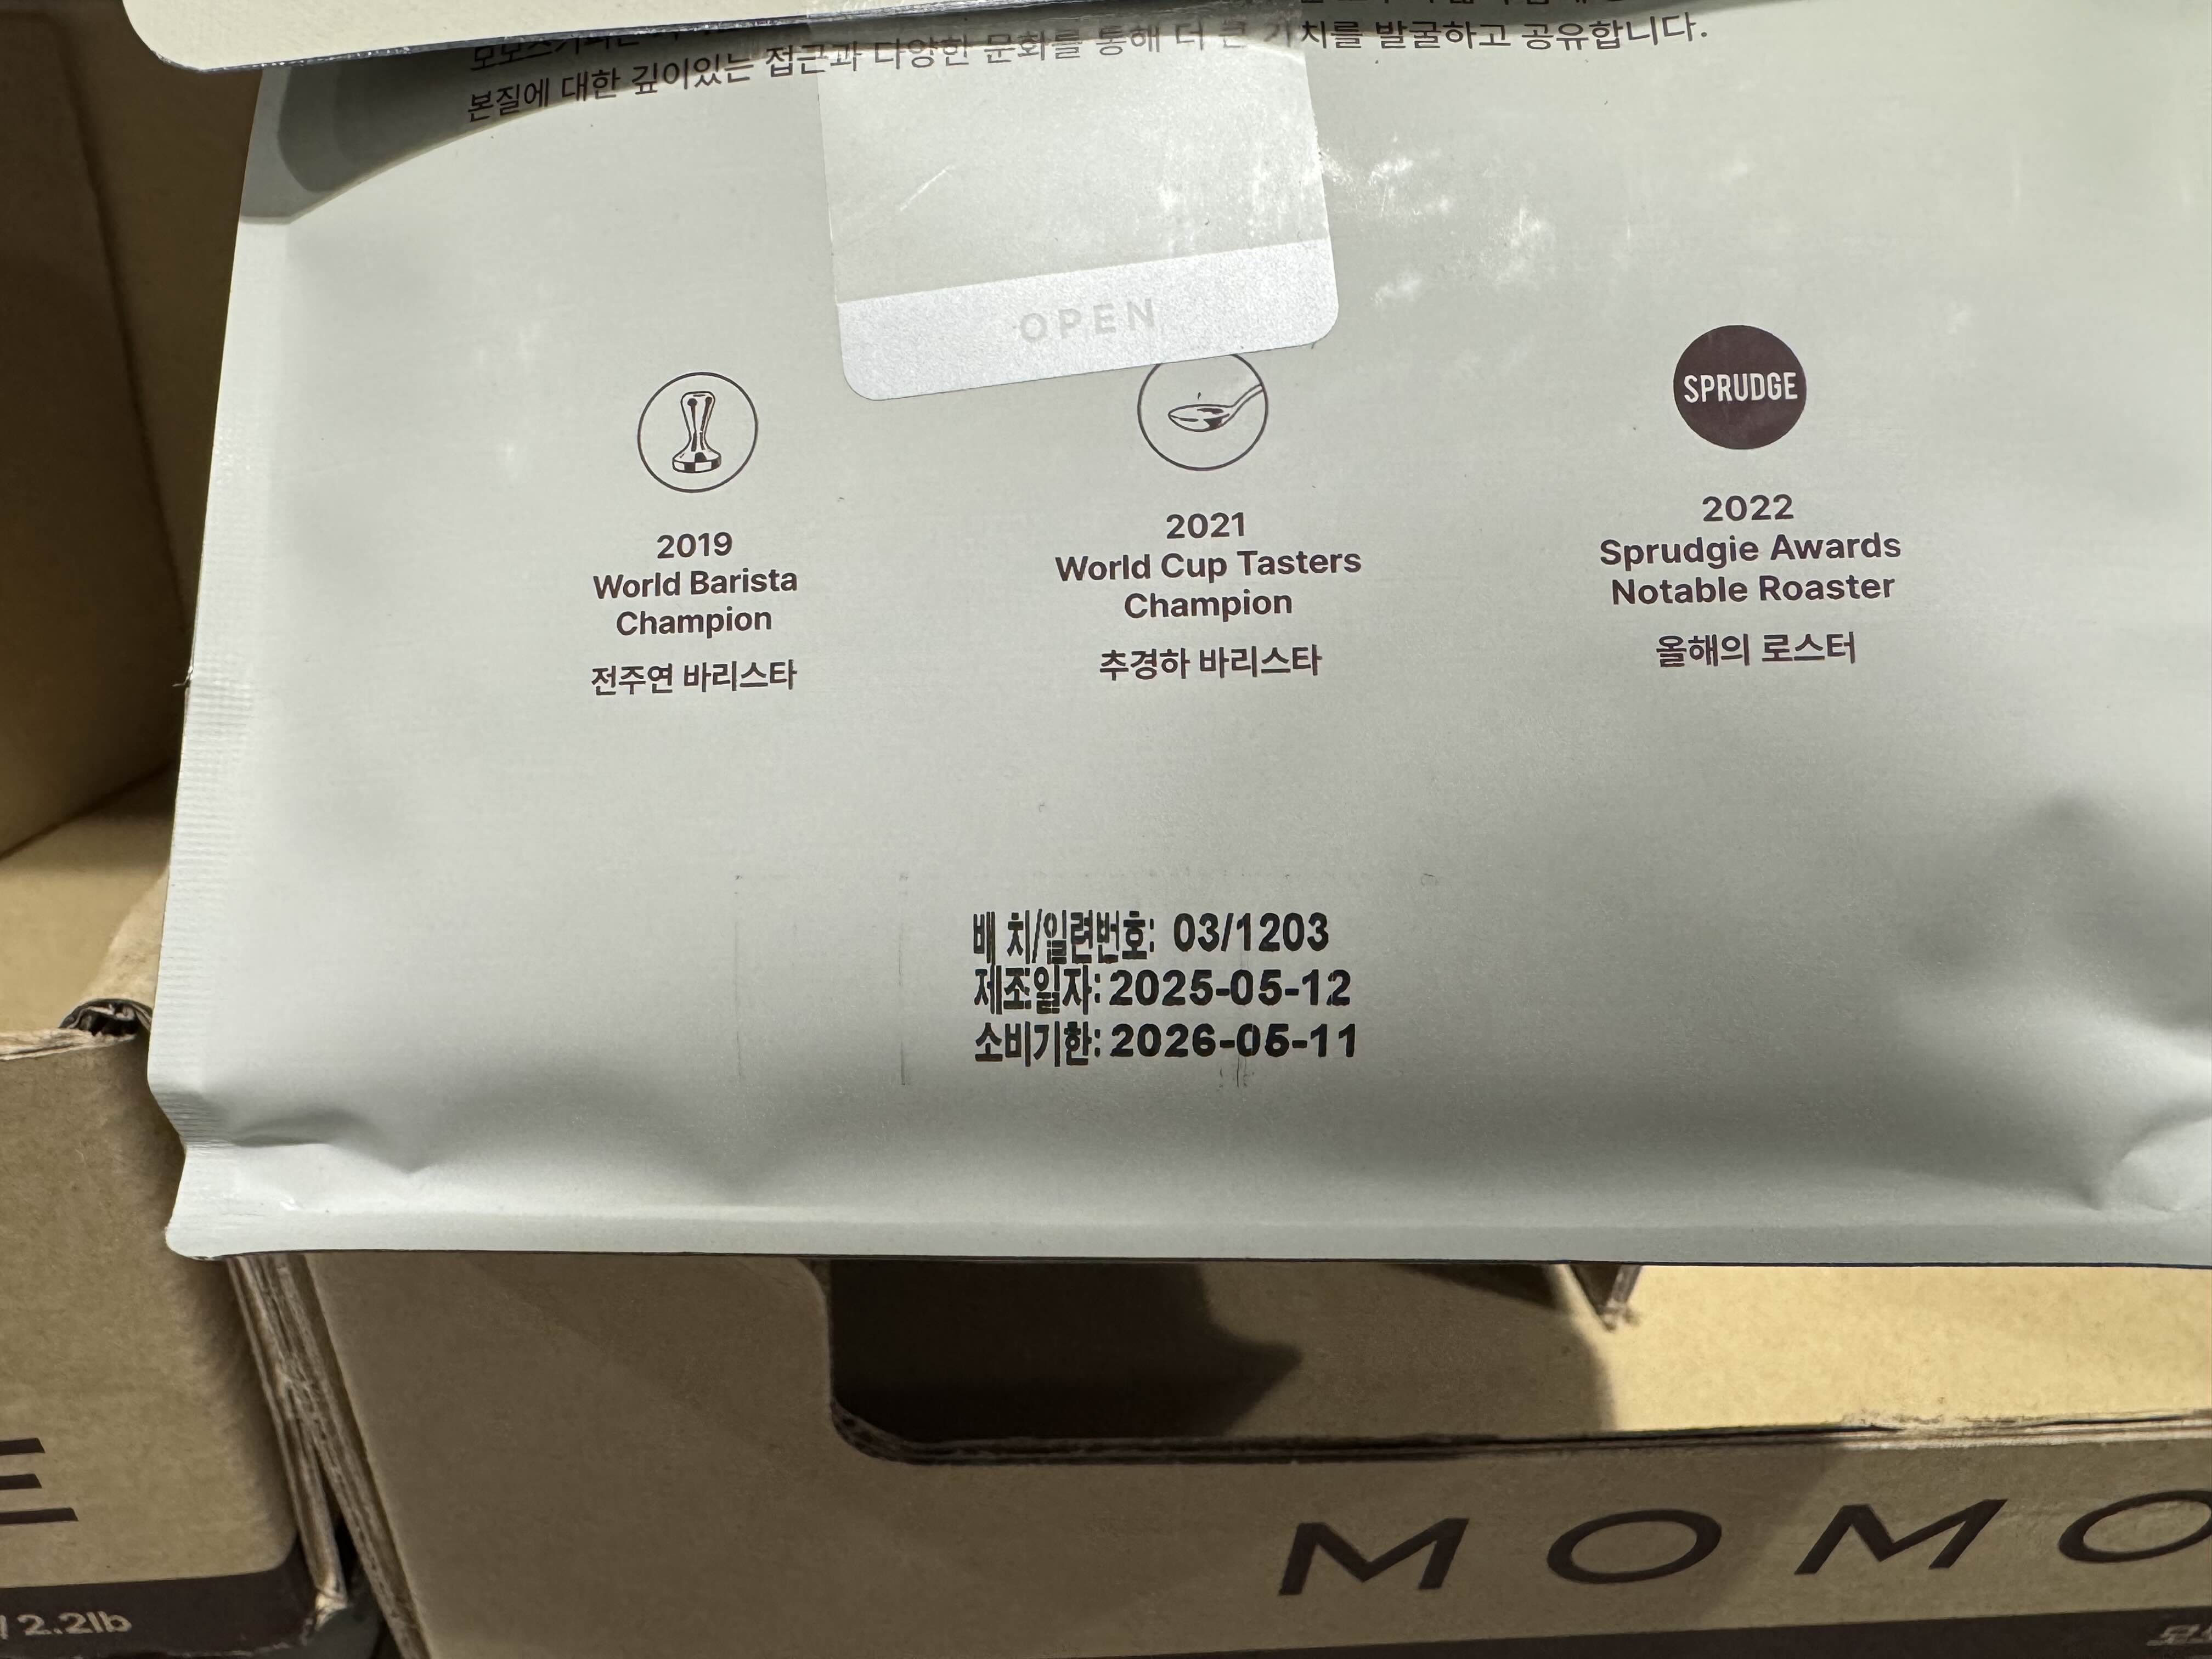 본질에 대한 깊이있는 접근과 다양한 문화를 통해 더 큰 가치를 발굴하고 공유합니다.
OPEN
SPRUDGE
2019
World Barista
Champion
전주연 바리스타
2021
World Cup Tasters
Champion
추경하 바리스타
2022
Sprudgie Awards
Notable Roaster
올해의 로스터
배 치/일련번호: 03/1203
제조일자: 2025-05-12
소비기한: 2026-05-11
E
/ 2.2lb
MOMO